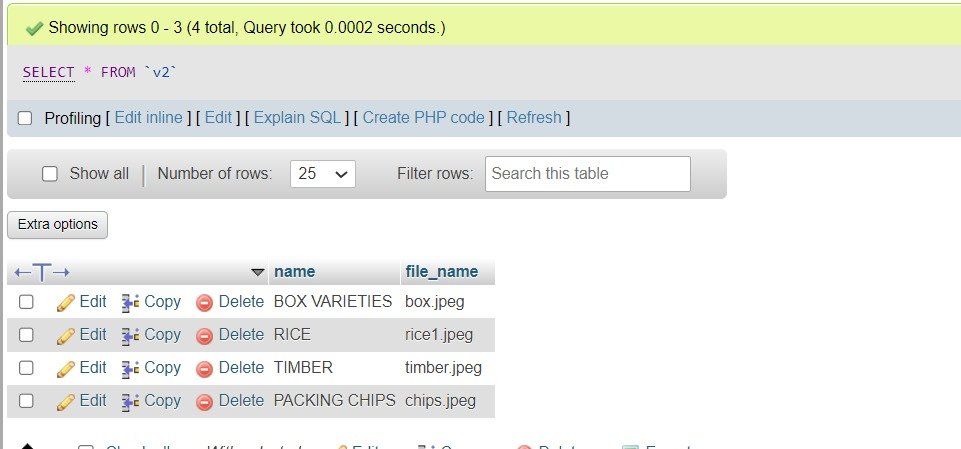 Showing rows 0 - 3 (4 total, Query took 0.0002 seconds.)
SELECT * FROM `v2`
Profiling [ Edit inline ] [ Edit ] [ Explain SQL ] [ Create PHP code ] [ Refresh ]
Show all Number of rows: 25 Filter rows: Search this table
Extra options
←T→ name file_name
Edit Copy Delete BOX VARIETIES box.jpeg
Edit Copy Delete RICE rice1.jpeg
Edit Copy Delete TIMBER timber.jpeg
Edit Copy Delete PACKING CHIPS chips.jpeg